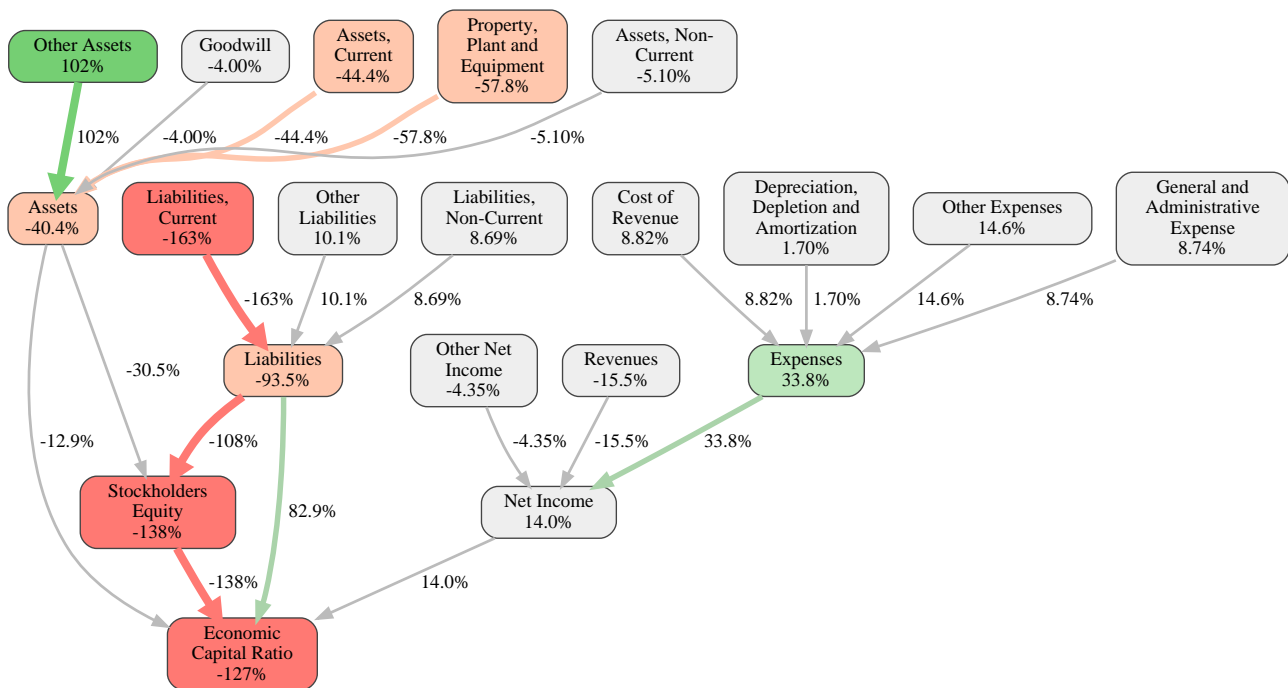 Other Assets
102%
Goodwill
-4.00%
Assets,
Current
-44.4%
Property,
Plant and
Equipment
-57.8%
Assets, Non-
Current
-5.10%
102%
-4.00%
-44.4%
-57.8%
-5.10%
Assets
-40.4%
Liabilities,
Current
-163%
Other
Liabilities
10.1%
Liabilities,
Non-Current
8.69%
Cost of
Revenue
8.82%
Depreciation,
Depletion and
Amortization
1.70%
Other Expenses
14.6%
General and
Administrative
Expense
8.74%
-163%
10.1%
8.69%
8.82%
1.70%
14.6%
8.74%
-30.5%
Liabilities
-93.5%
Other Net
Income
-4.35%
Revenues
-15.5%
Expenses
33.8%
-12.9%
-108%
-4.35%
-15.5%
33.8%
Stockholders
Equity
-138%
82.9%
Net Income
14.0%
-138%
14.0%
Economic
Capital Ratio
-127%